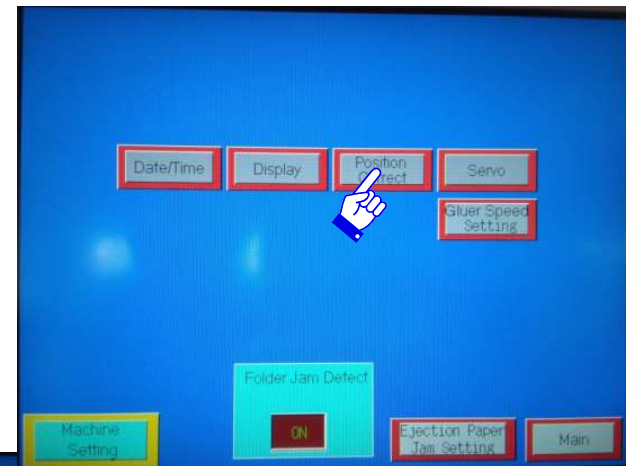 Date/Time
Display
Position
Correct
Servo
Gluer Speed
Setting
Folder Jam Detect
ON
Machine
Setting
Ejection Paper
Jam Setting
Main